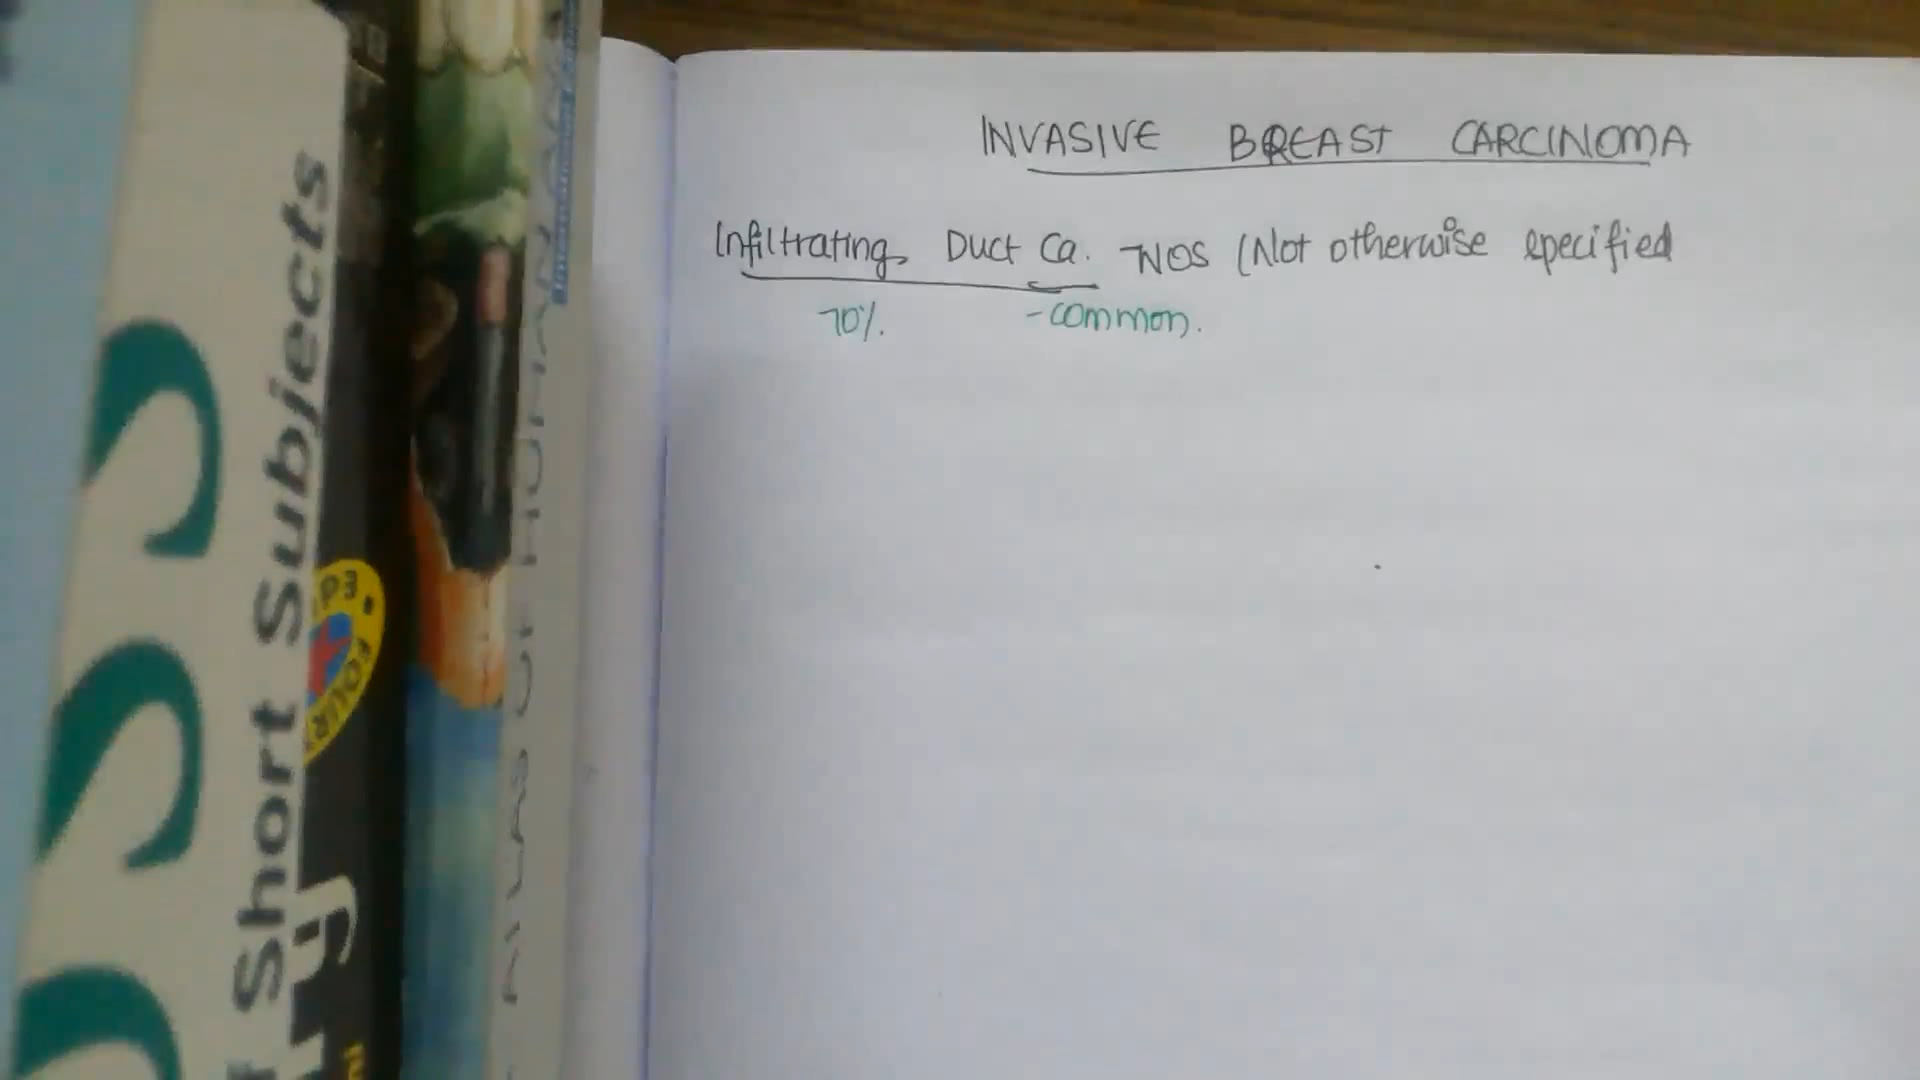 Short Subjects
INVASIVE BREAST CARCINOMA
Infiltrating Duct Ca. NOS (Not otherwise specified
70%. - common.